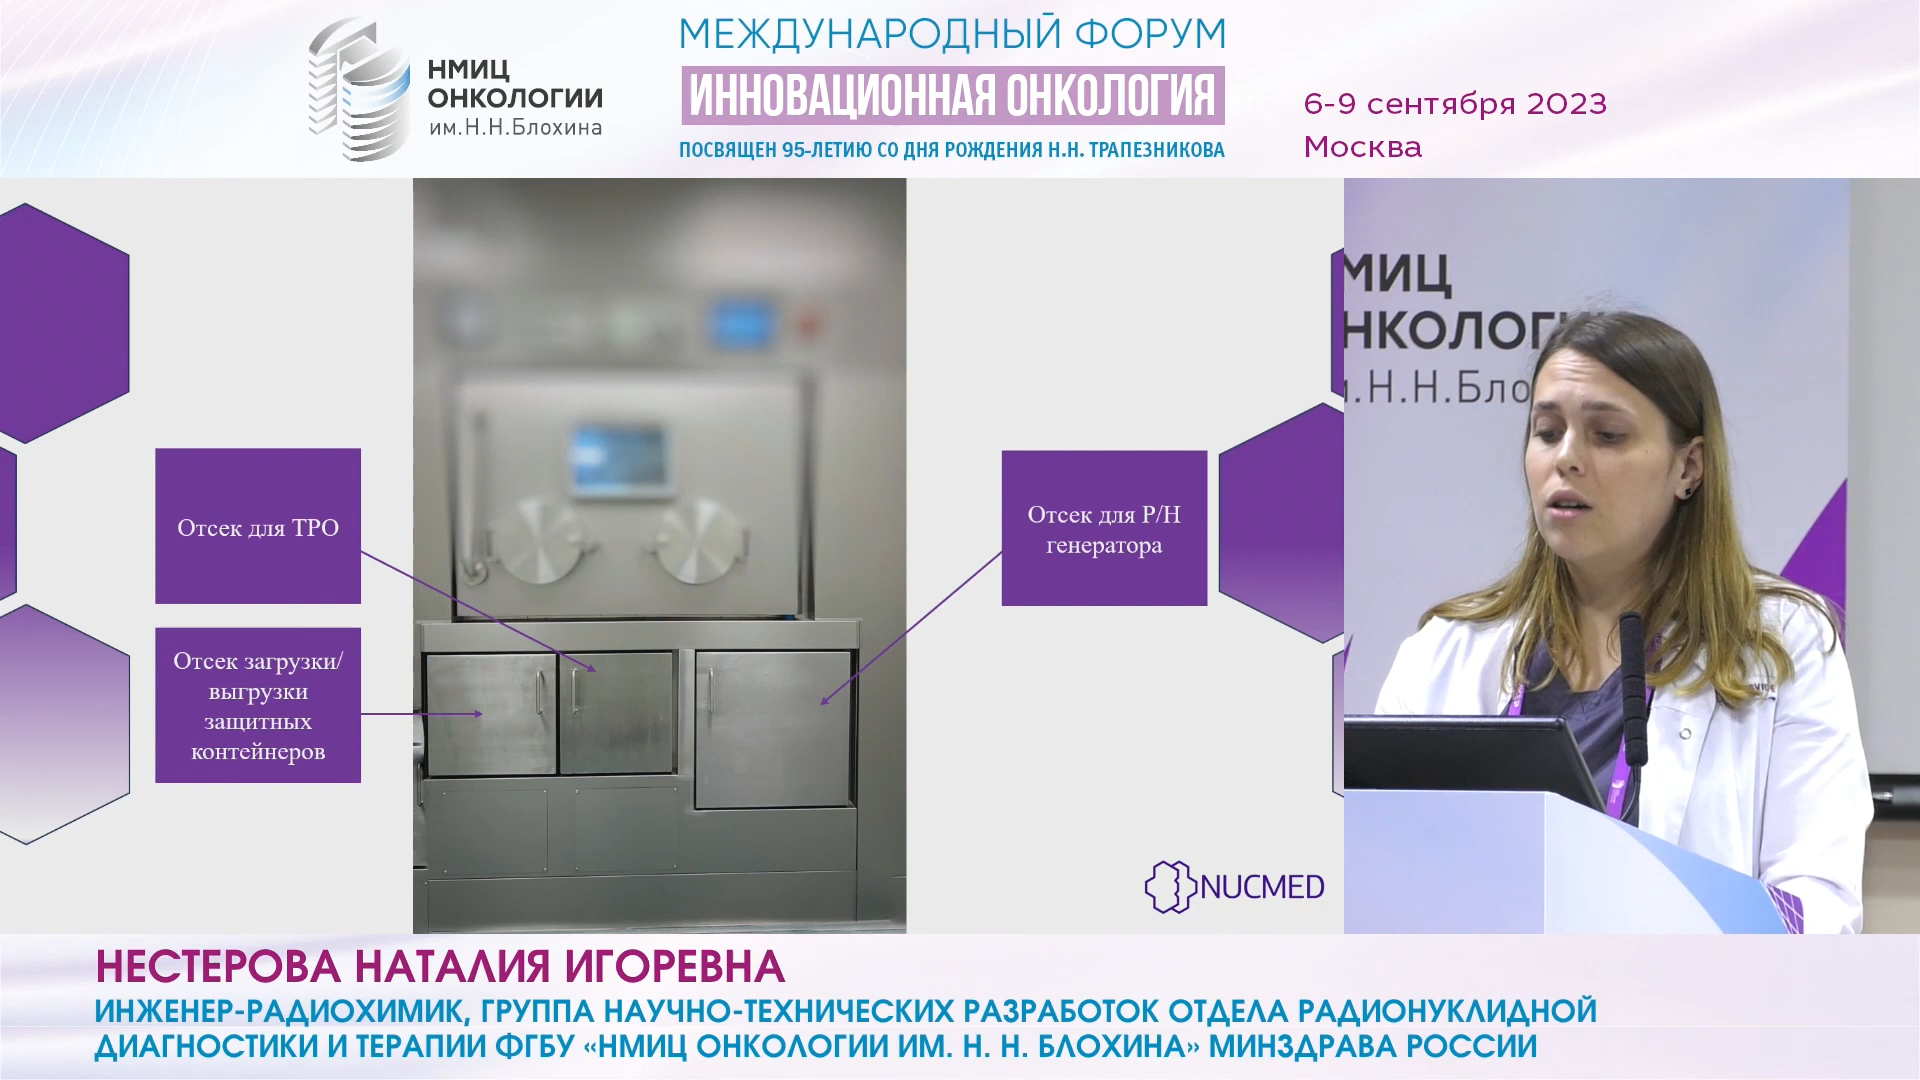 НМИЦ
ОНКОЛОГИИ
им.Н.Н.Блохина
МЕЖДУНАРОДНЫЙ ФОРУМ
ИННОВАЦИОННАЯ ОНКОЛОГИЯ
ПОСВЯЩЕН 95-ЛЕТИЮ СО ДНЯ РОЖДЕНИЯ Н.Н. ТРАПЕЗНИКОВА
6-9 сентября 2023
Москва
Отсек для ТРО
Отсек загрузки/
выгрузки
защитных
контейнеров
Отсек для Р/Н
генератора
NUCMED
МИЦ
НКОЛОГИ
.Н.Н.Бло
НЕСТЕРОВА НАТАЛИЯ ИГОРЕВНА
ИНЖЕНЕР-РАДИОХИМИК, ГРУППА НАУЧНО-ТЕХНИЧЕСКИХ РАЗРАБОТОК ОТДЕЛА РАДИОНУКЛИДНОЙ
ДИАГНОСТИКИ И ТЕРАПИИ ФГБУ «НМИЦ ОНКОЛОГИИ ИМ. Н. Н. БЛОХИНА» МИНЗДРАВА РОССИИ